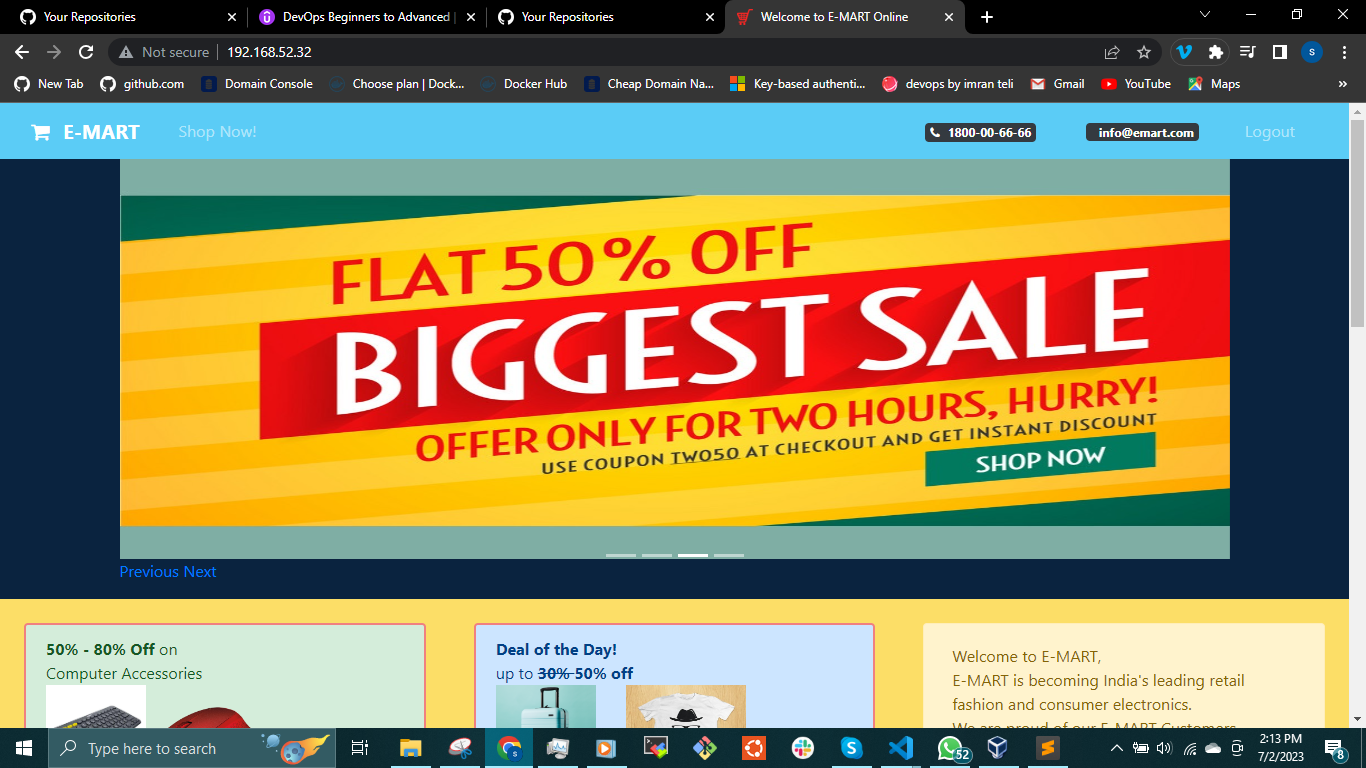 Your Repositories
DevOps Beginners to Advanced |
Your Repositories
Welcome to E-MART Online
Not secure
192.168.52.32
S
New Tab
github.com
Domain Console
Choose plan | Dock...
Docker Hub
Cheap Domain Na...
Key-based authenti...
devops by imran teli
Gmail
YouTube
Maps
»
E-MART
Shop Now!
1800-00-66-66
info@emart.com
Logout
FLAT 50% OFF
BIGGEST SALE
OFFER ONLY FOR TWO HOURS, HURRY!
USE COUPON TWO50 AT CHECKOUT AND GET INSTANT DISCOUNT
SHOP NOW
Previous Next
50% - 80% Off on
Computer Accessories
Deal of the Day!
up to 30% 50% off
Welcome to E-MART,
E-MART is becoming India's leading retail
fashion and consumer electronics.
We are proud of our E-MART Customers
Type here to search
52
2:13 PM
7/2/2023
8